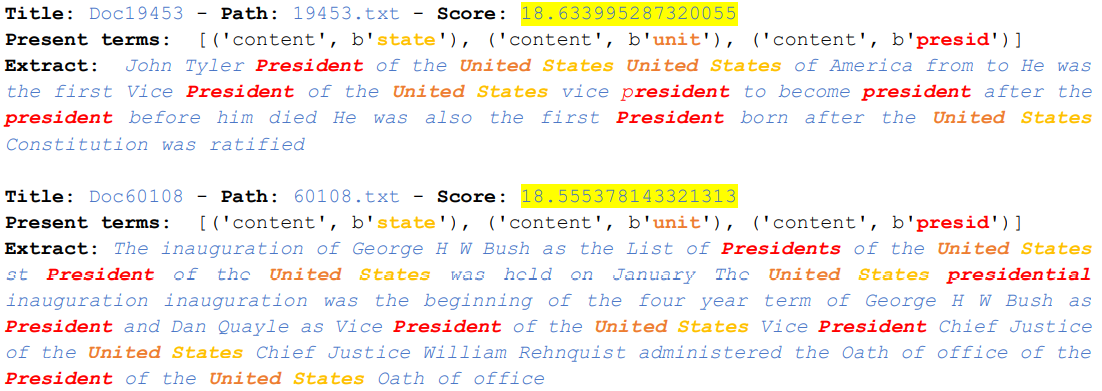 Title: Doc19453 - Path: 19453.txt - Score: 18.633995287320055
Present terms: [('content', b'state'), ('content', b'unit'), ('content', b'presid')]
Extract: John Tyler President of the United States United States of America from to He was
the first Vice President of the United States vice president to become president after the
president before him died He was also the first President born after the United States
Constitution was ratified
Title: Doc60108 - Path: 60108.txt - Score: 18.555378143321313
Present terms: [('content', b'state'), ('content', b'unit'), ('content', b'presid')]
Extract: The inauguration of George H W Bush as the List of Presidents of the United States
st President of the United States was held on January The United States presidential
inauguration inauguration was the beginning of the four year term of George H W Bush as
President and Dan Quayle as Vice President of the United States Vice President Chief Justice
of the United States Chief Justice William Rehnquist administered the Oath of office of the
President of the United States Oath of office